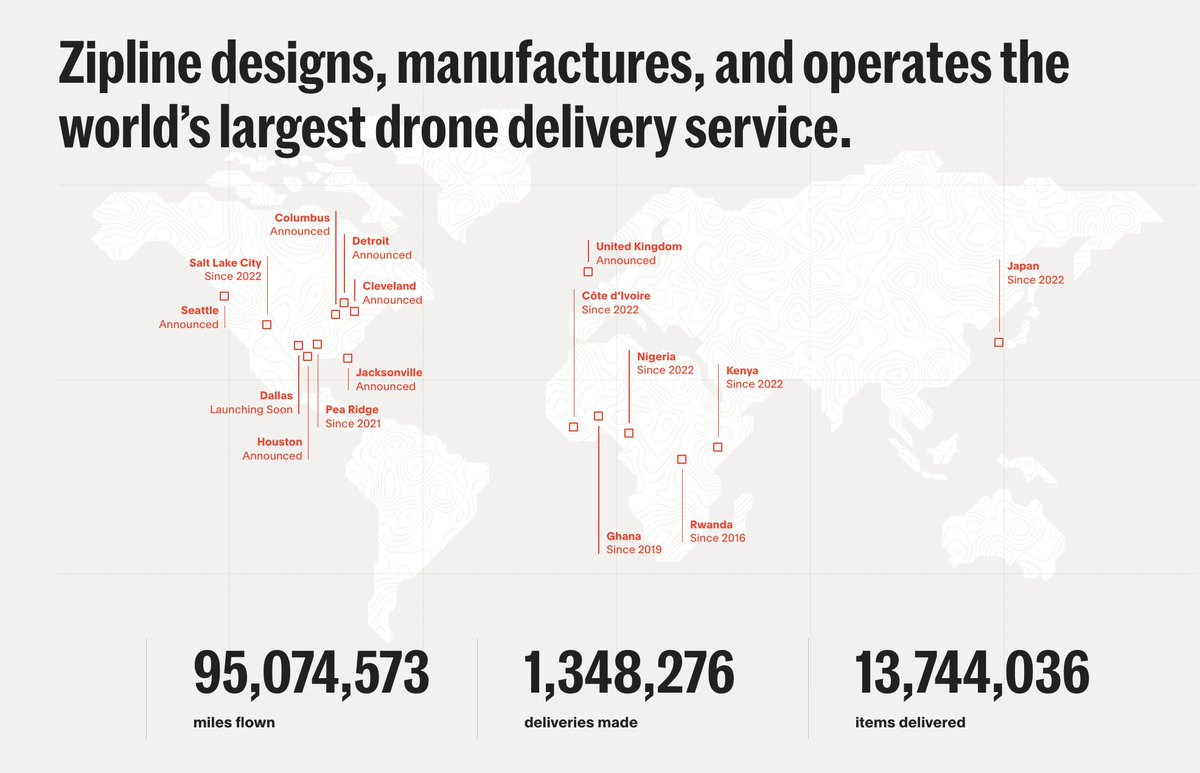 Zipline designs, manufactures, and operates the
world’s largest drone delivery service.
Columbus
Announced
Detroit
Announced
Salt Lake City
Since 2022
Cleveland
Announced
Seattle
Announced
Jacksonville
Announced
Dallas
Launching Soon
Pea Ridge
Since 2021
Houston
Announced
United Kingdom
Announced
Côte d’Ivoire
Since 2022
Nigeria
Since 2022
Kenya
Since 2022
Japan
Since 2022
Ghana
Since 2019
Rwanda
Since 2016
95,074,573
miles flown
1,348,276
deliveries made
13,744,036
items delivered